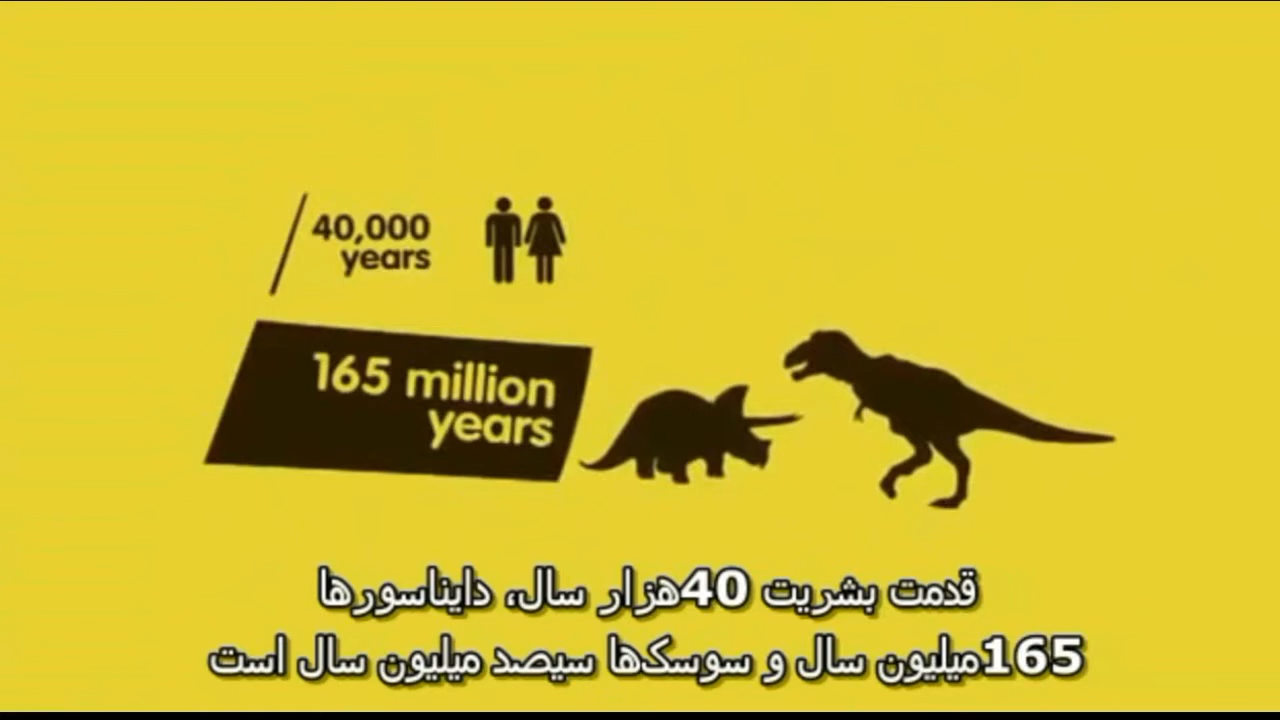 40,000
years
165 million
years
قدمت بشریت 40هزار سال، دایناسورها
165میلیون سال و سوسک‌ها سیصد میلیون سال است